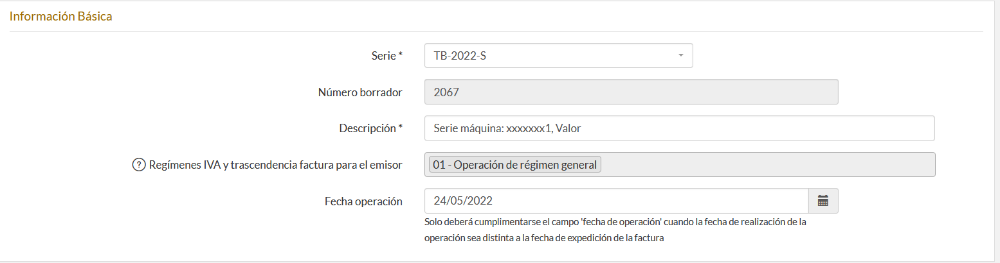 Información Básica
Serie * TB-2022-S
Número borrador 2067
Descripción * Serie máquina: xxxxxxx1, Valor
? Regímenes IVA y trascendencia factura para el emisor 01 - Operación de régimen general
Fecha operación 24/05/2022
Solo deberá cumplimentarse el campo 'fecha de operación' cuando la fecha de realización de la
operación sea distinta a la fecha de expedición de la factura